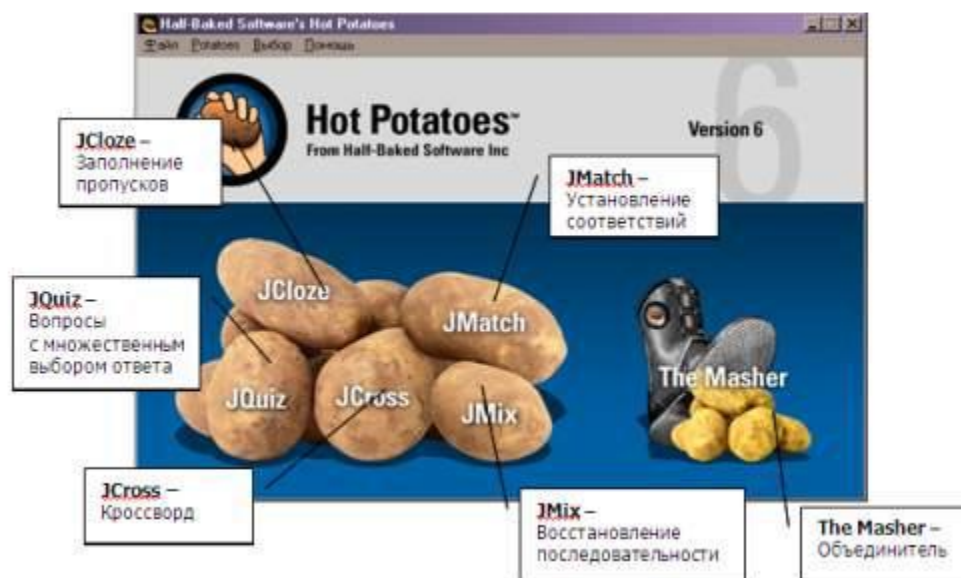 Half-Baked Software's Hot Potatoes
Файл Potatoes Выбор Помощь
Hot Potatoes™
From Half-Baked Software Inc
Version 6
6
JCloze –
Заполнение
пропусков
JMatch –
Установление
соответствий
JQuiz –
Вопросы
с множественным
выбором ответа
JCloze
JMatch
JQuiz
JCross
JMix
The Masher
JCross –
Кроссворд
JMix –
Восстановление
последовательности
The Masher –
Объединитель